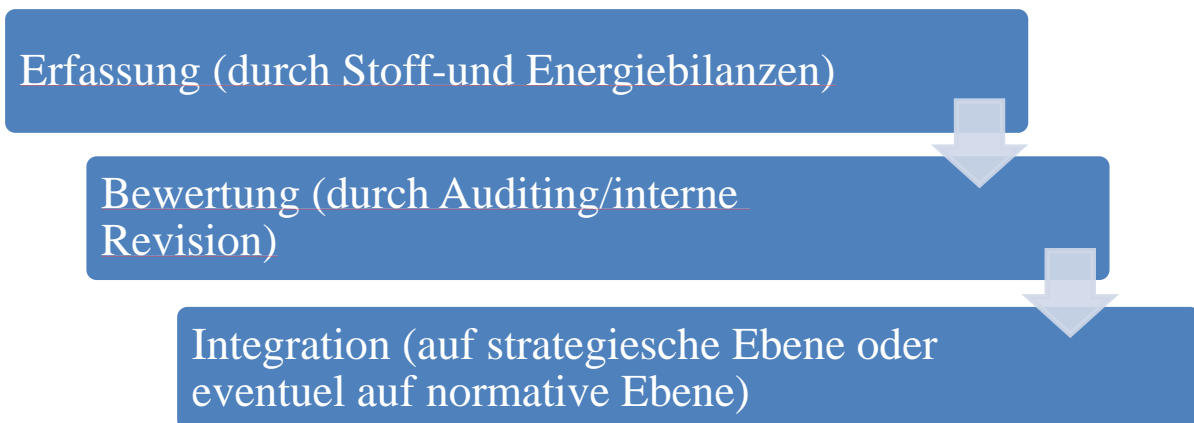 Erfassung (durch Stoff-und Energiebilanzen)
Bewertung (durch Auditing/interne
Revision)
Integration (auf strategiesche Ebene oder
eventuel auf normative Ebene)